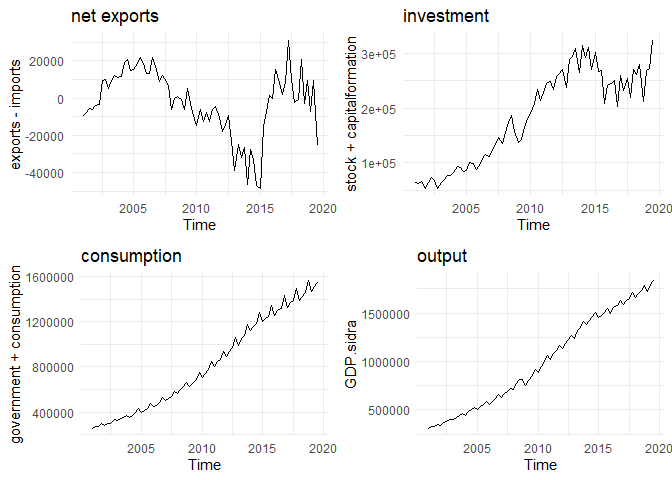 net exports
exports - imports
20000
0
-20000
-40000
2005
2010
2015
2020
Time
investment
stock + capitalformation
3e+05
2e+05
1e+05
2005
2010
2015
2020
Time
consumption
government + consumption
1600000
1200000
800000
400000
2005
2010
2015
2020
Time
output
GDP.sidra
1500000
1000000
500000
2005
2010
2015
2020
Time